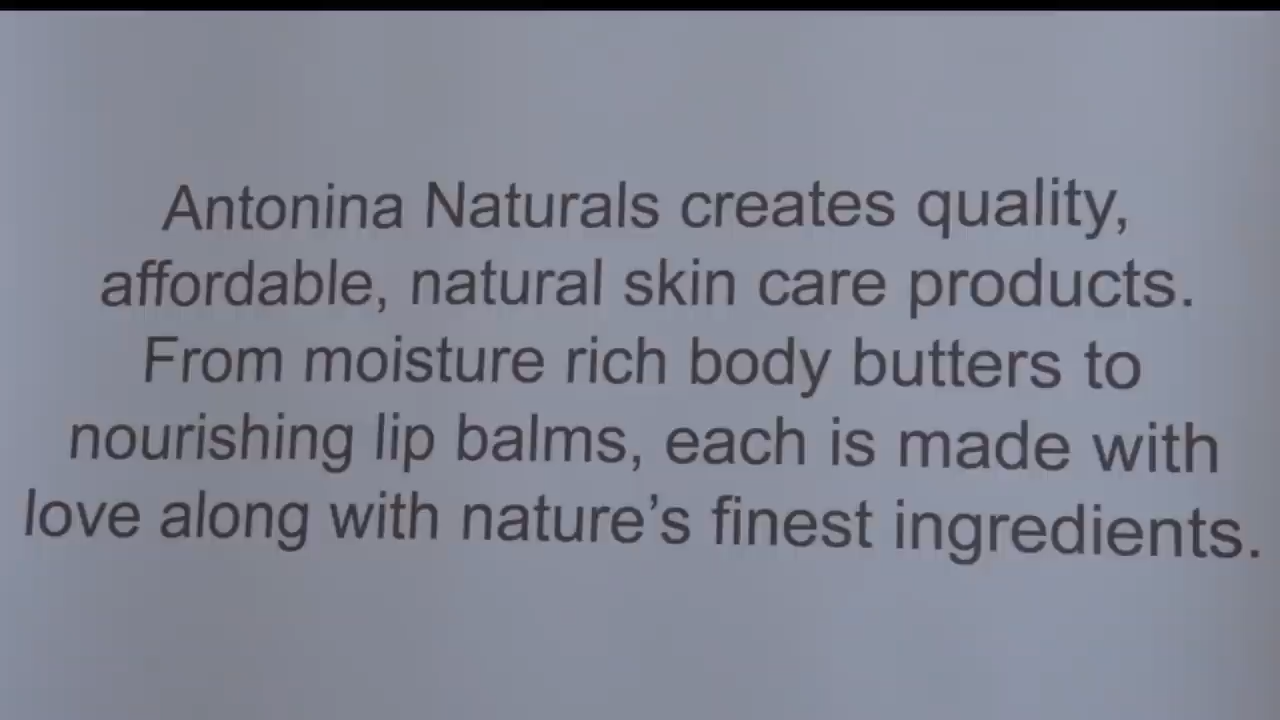 Antonina Naturals creates quality,
affordable, natural skin care products.
From moisture rich body butters to
nourishing lip balms, each is made with
love along with nature’s finest ingredients.